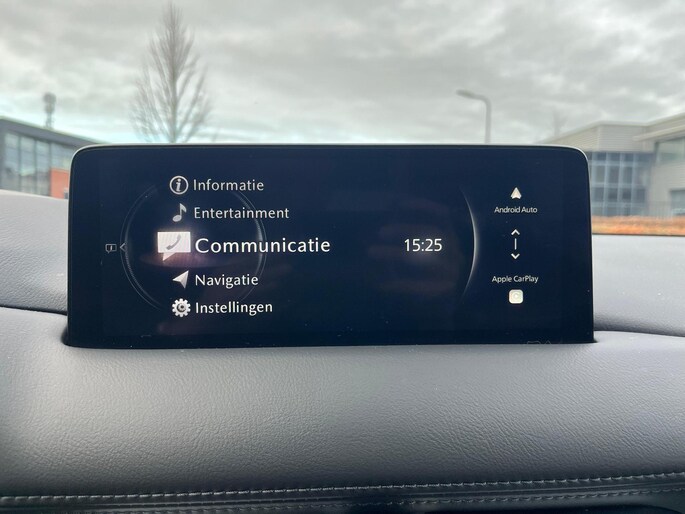 Informatie
Entertainment
Communicatie
Navigatie
Instellingen
15:25
Android Auto
Apple CarPlay